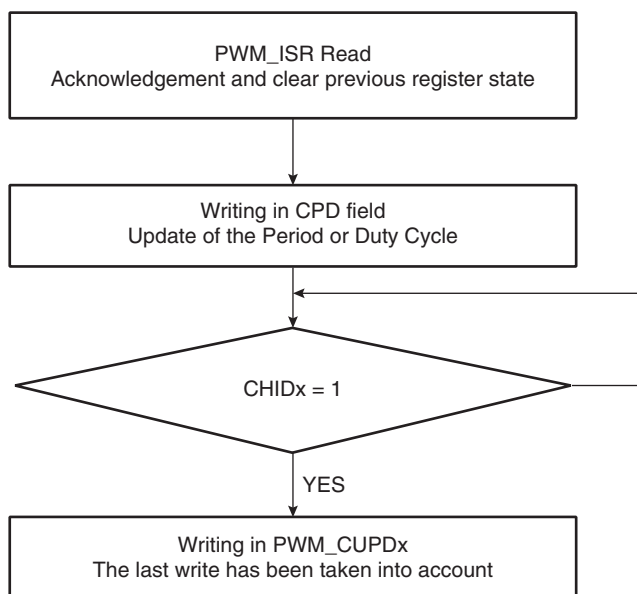 PWM_ISR Read
Acknowledgement and clear previous register state
Writing in CPD field
Update of the Period or Duty Cycle
CHIDx = 1
YES
Writing in PWM_CUPDx
The last write has been taken into account